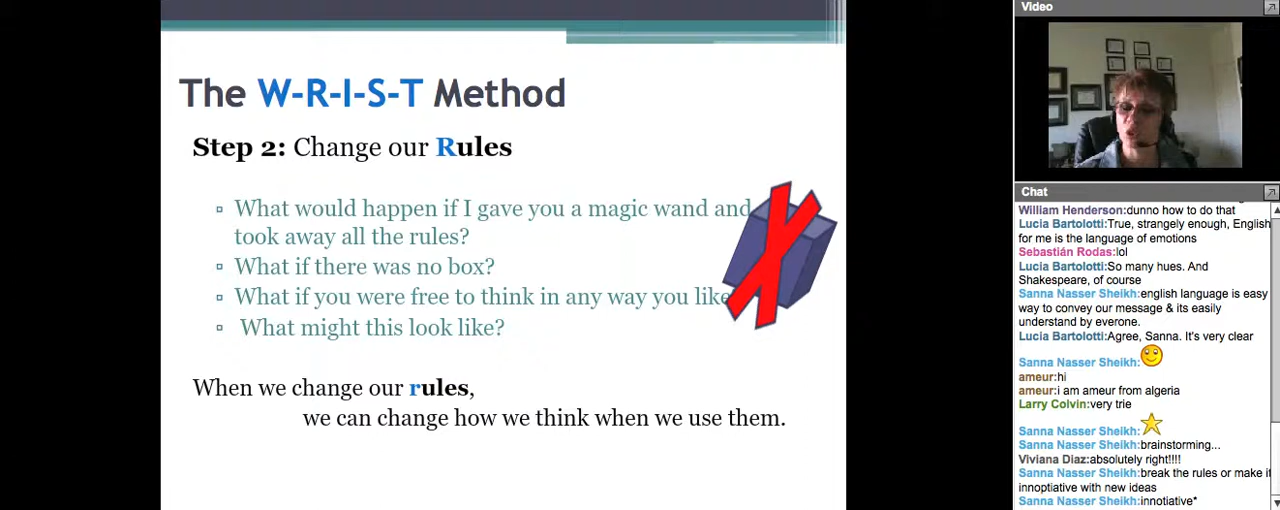 The W-R-I-S-T Method
Step 2: Change our Rules
What would happen if I gave you a magic wand and
took away all the rules?
What if there was no box?
What if you were free to think in any way you like
What might this look like?
When we change our rules,
we can change how we think when we use them.
Video
Chat
William Henderson:dunno how to do that
Lucia Bartolotti:True, strangely enough, English
for me is the language of emotions
Sebastián Rodas:lol
Lucia Bartolotti:So many hues. And
Shakespeare, of course
Sanna Nasser Sheikh:english language is easy
way to convey our message & its easily
understand by everone.
Lucia Bartolotti:Agree, Sanna. It's very clear
Sanna Nasser Sheikh:
ameur:hi
ameur:i am ameur from algeria
Larry Colvin:very trie
Sanna Nasser Sheikh:
Sanna Nasser Sheikh:brainstorming...
Viviana Diaz:absolutely right!!!!
Sanna Nasser Sheikh:break the rules or make it
innoptiative with new ideas
Sanna Nasser Sheikh:innotiative*